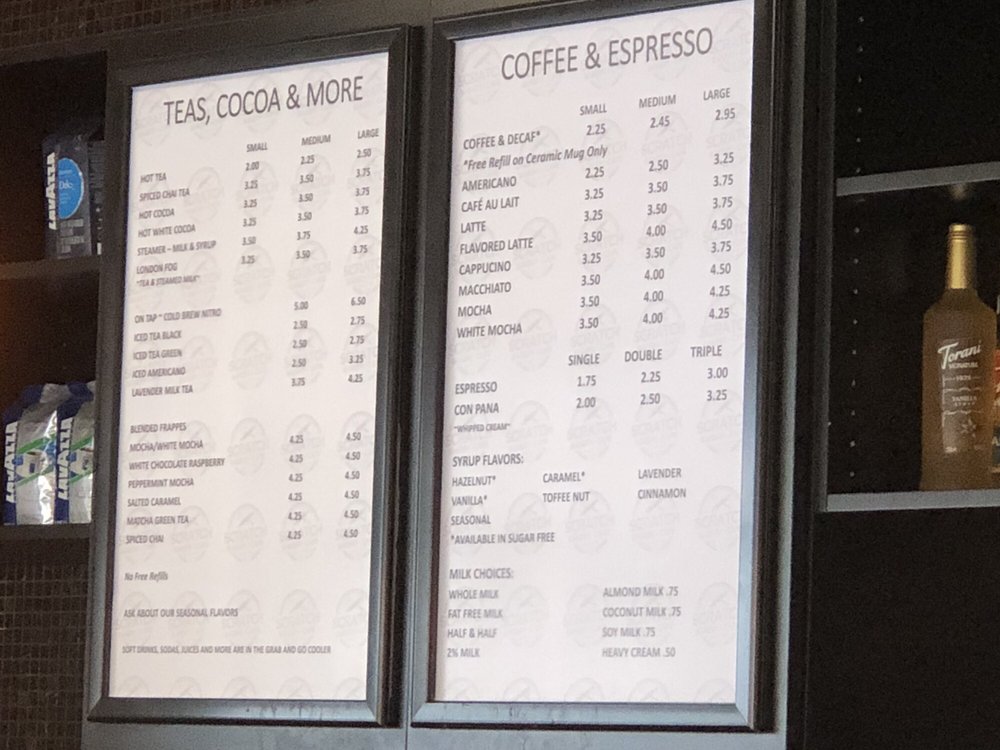 TEAS, COCOA & MORE
SMALL MEDIUM LARGE
HOT TEA 2.00 2.25 2.50
SPICED CHAI TEA 3.25 3.50 3.75
HOT COCOA 3.25 3.50 3.75
HOT WHITE COCOA 3.25 3.50 3.75
STEAMER – MILK & SYRUP 3.50 3.75 4.25
LONDON FOG 3.25 3.50 3.75
"TEA & STEAMED MILK"
ON TAP ~ COLD BREW NITRO 5.00 6.50
ICED TEA BLACK 2.50 2.75
ICED TEA GREEN 2.50 2.75
ICED AMERICANO 2.50 3.25
LAVENDER MILK TEA 3.75 4.25
BLENDED FRAPPES
MOCHA/WHITE MOCHA 4.25 4.50
WHITE CHOCOLATE RASPBERRY 4.25 4.50
PEPPERMINT MOCHA 4.25 4.50
SALTED CARAMEL 4.25 4.50
MATCHA GREEN TEA 4.25 4.50
SPICED CHAI 4.25 4.50
No Free Refills
ASK ABOUT OUR SEASONAL FLAVORS
SOFT DRINKS, SODAS, JUICES AND MORE ARE IN THE GRAB AND GO COOLER
COFFEE & ESPRESSO
SMALL MEDIUM LARGE
COFFEE & DECAF* 2.25 2.45 2.95
*Free Refill on Ceramic Mug Only
AMERICANO 2.25 2.50 3.25
CAFÉ AU LAIT 3.25 3.50 3.75
LATTE 3.25 3.50 3.75
FLAVORED LATTE 3.50 4.00 4.50
CAPPUCINO 3.25 3.50 3.75
MACCHIATO 3.50 4.00 4.50
MOCHA 3.50 4.00 4.25
WHITE MOCHA 3.50 4.00 4.25
SINGLE DOUBLE TRIPLE
ESPRESSO 1.75 2.25 3.00
CON PANA 2.00 2.50 3.25
"WHIPPED CREAM"
SYRUP FLAVORS:
HAZELNUT* CARAMEL* LAVENDER
VANILLA* TOFFEE NUT CINNAMON
SEASONAL
*AVAILABLE IN SUGAR FREE
MILK CHOICES:
WHOLE MILK ALMOND MILK .75
FAT FREE MILK COCONUT MILK .75
HALF & HALF SOY MILK .75
2% MILK HEAVY CREAM .50
LAVAZZA
LAVAZZA
LAVAZZA
Torani
SIGNATURE
VANILLA